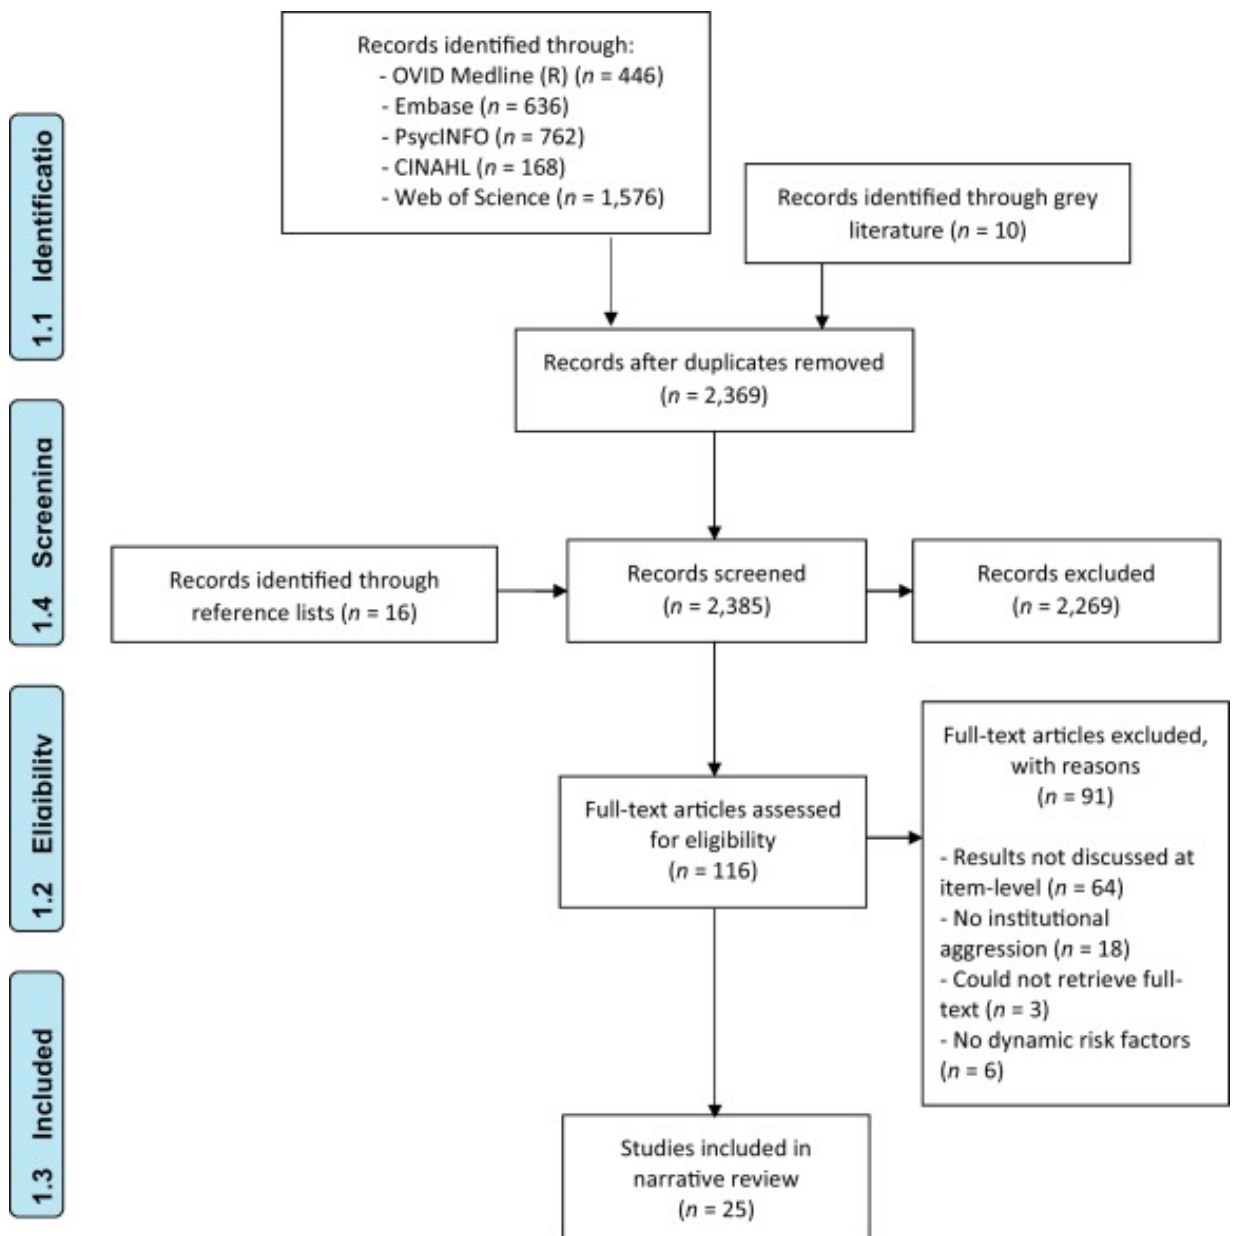 Records identified through:
- OVID Medline (R) (n = 446)
- Embase (n = 636)
- PsycINFO (n = 762)
- CINAHL (n = 168)
- Web of Science (n = 1,576)
Records identified through grey
literature (n = 10)
1.1 Identificatio
Records after duplicates removed
(n = 2,369)
1.4 Screening
Records identified through
reference lists (n = 16)
Records screened
(n = 2,385)
Records excluded
(n = 2,269)
1.2 Eligibility
Full-text articles assessed
for eligibility
(n = 116)
Full-text articles excluded,
with reasons
(n = 91)
- Results not discussed at
item-level (n = 64)
- No institutional
aggression (n = 18)
- Could not retrieve full-
text (n = 3)
- No dynamic risk factors
(n = 6)
1.3 Included
Studies included in
narrative review
(n = 25)